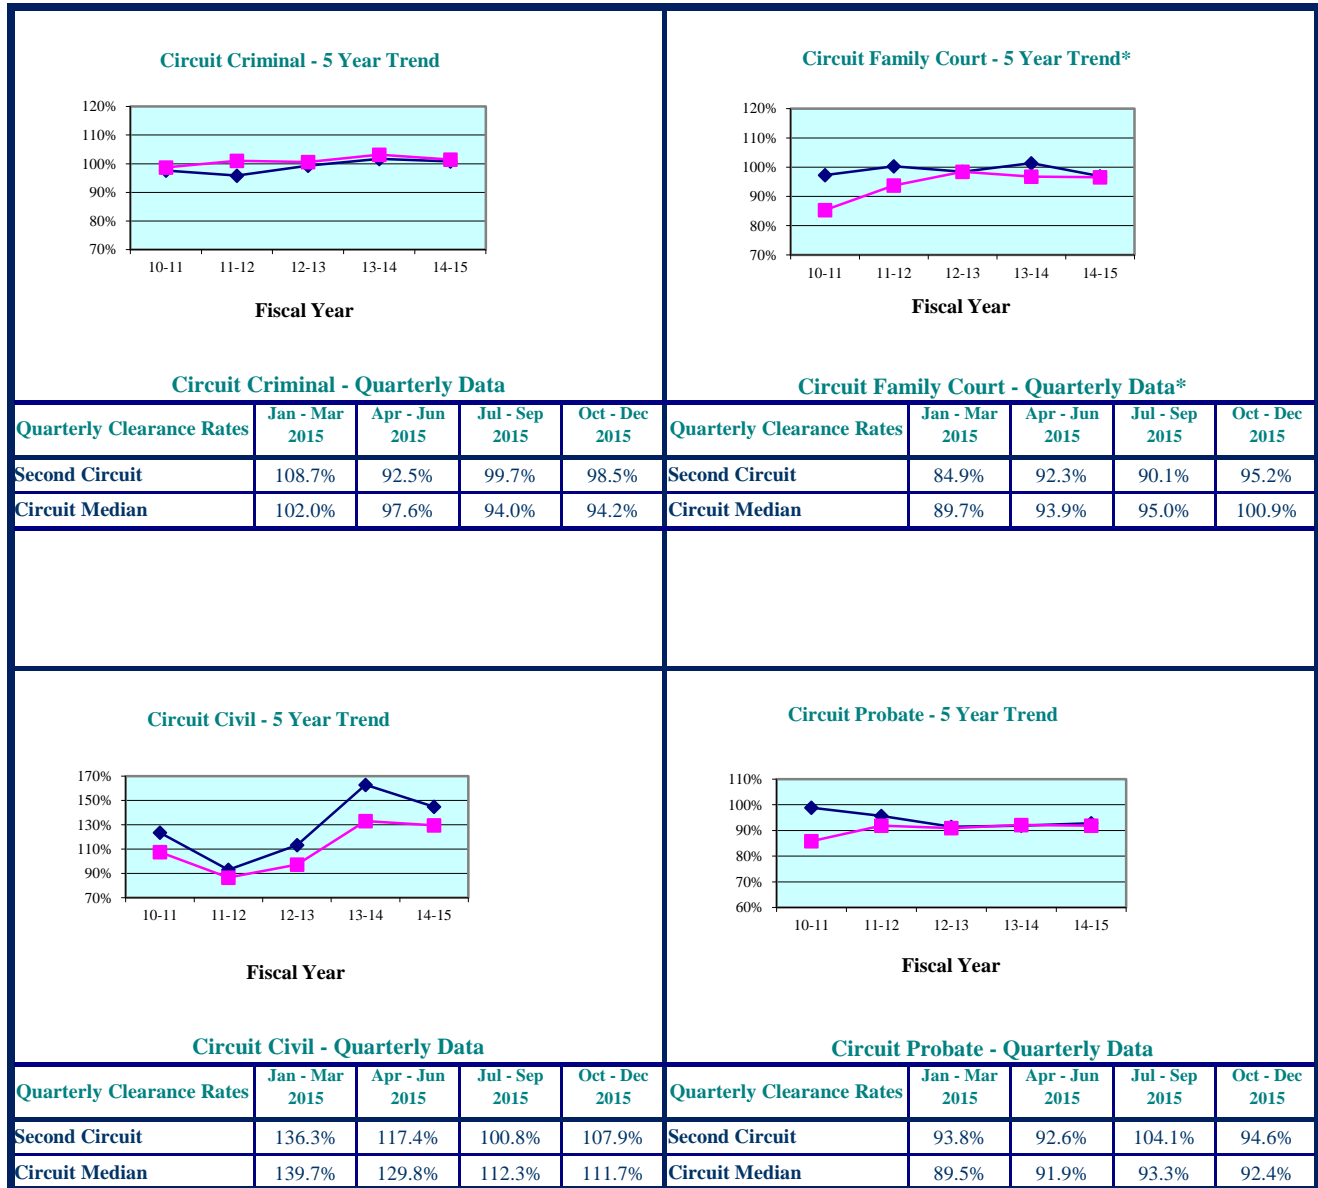 Circuit Criminal - 5 Year Trend
120%
110%
100%
90%
80%
70%
10-11 11-12 12-13 13-14 14-15
Fiscal Year
Circuit Criminal - Quarterly Data
Quarterly Clearance Rates Jan - Mar 2015 Apr - Jun 2015 Jul - Sep 2015 Oct - Dec 2015
Second Circuit 108.7% 92.5% 99.7% 98.5%
Circuit Median 102.0% 97.6% 94.0% 94.2%
Circuit Family Court - 5 Year Trend*
120%
110%
100%
90%
80%
70%
10-11 11-12 12-13 13-14 14-15
Fiscal Year
Circuit Family Court - Quarterly Data*
Quarterly Clearance Rates Jan - Mar 2015 Apr - Jun 2015 Jul - Sep 2015 Oct - Dec 2015
Second Circuit 84.9% 92.3% 90.1% 95.2%
Circuit Median 89.7% 93.9% 95.0% 100.9%
Circuit Civil - 5 Year Trend
170%
150%
130%
110%
90%
70%
10-11 11-12 12-13 13-14 14-15
Fiscal Year
Circuit Civil - Quarterly Data
Quarterly Clearance Rates Jan - Mar 2015 Apr - Jun 2015 Jul - Sep 2015 Oct - Dec 2015
Second Circuit 136.3% 117.4% 100.8% 107.9%
Circuit Median 139.7% 129.8% 112.3% 111.7%
Circuit Probate - 5 Year Trend
110%
100%
90%
80%
70%
60%
10-11 11-12 12-13 13-14 14-15
Fiscal Year
Circuit Probate - Quarterly Data
Quarterly Clearance Rates Jan - Mar 2015 Apr - Jun 2015 Jul - Sep 2015 Oct - Dec 2015
Second Circuit 93.8% 92.6% 104.1% 94.6%
Circuit Median 89.5% 91.9% 93.3% 92.4%